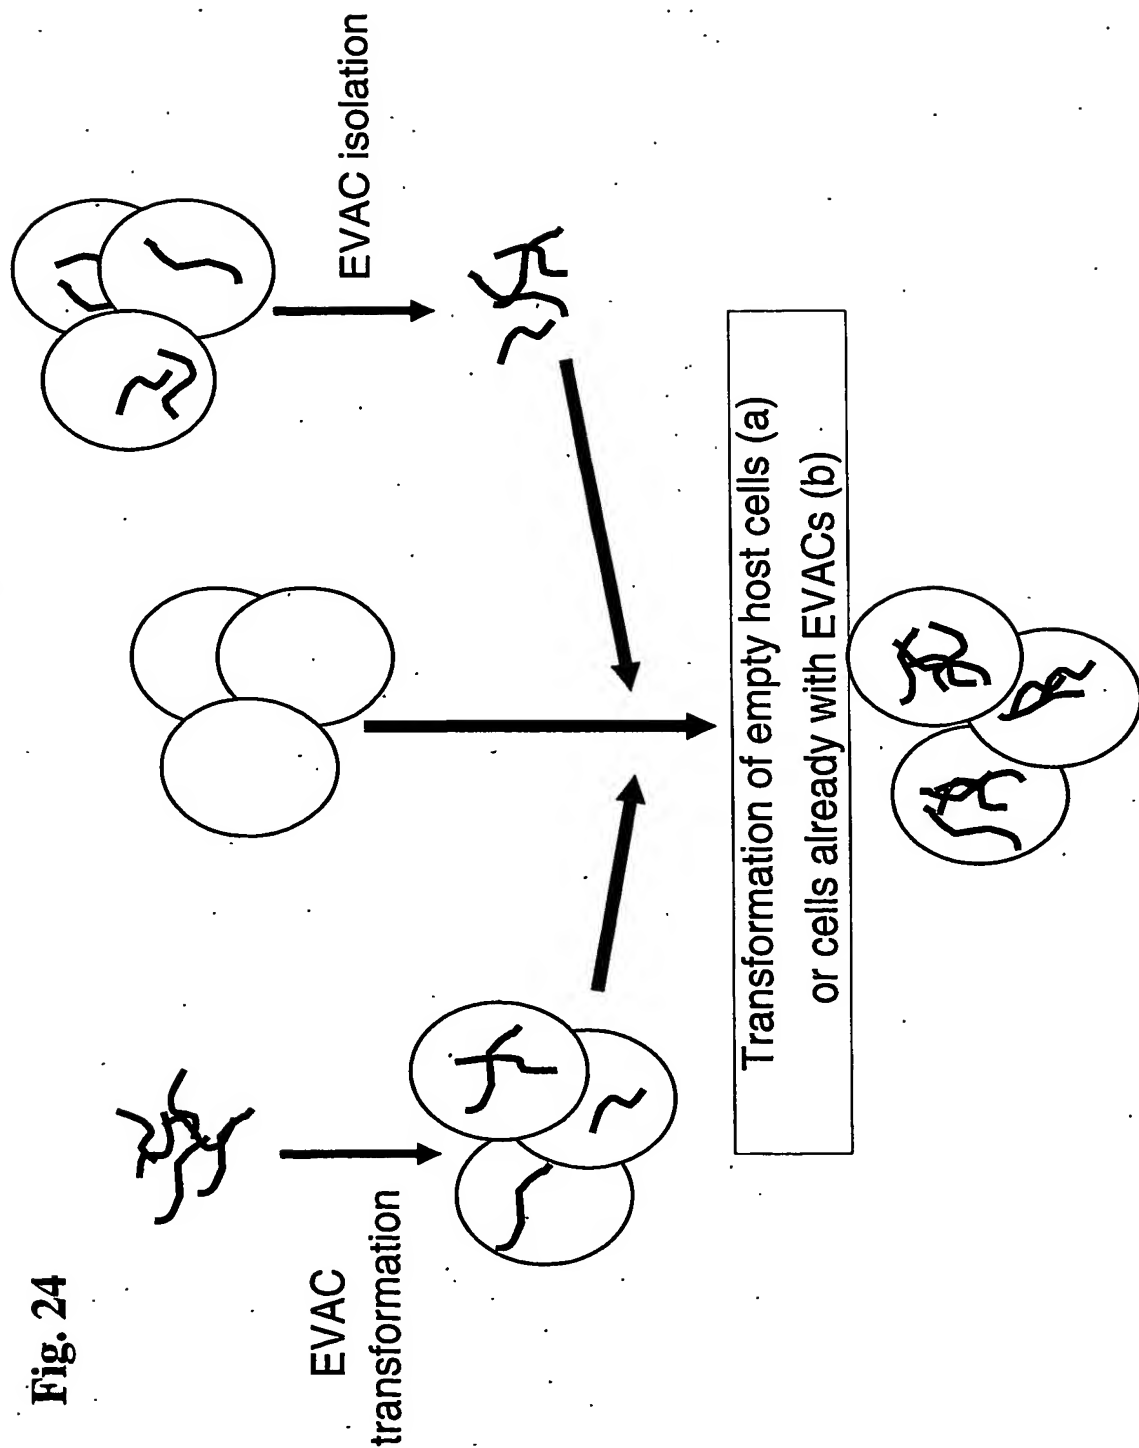 Fig. 24
EVAC
transformation
EVAC isolation
Transformation of empty host cells (a)
or cells already with EVACs (b)